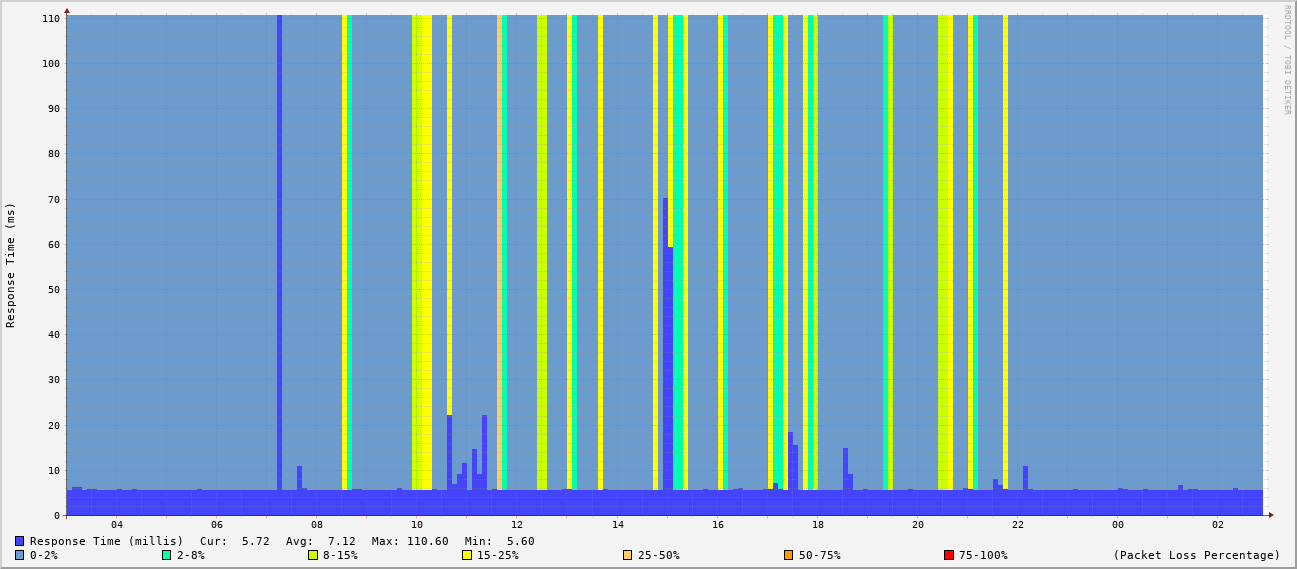 RRDTOOL / TOBI OETIKER
Response Time (ms)
110
100
90
80
70
60
50
40
30
20
10
0
04 06 08 10 12 14 16 18 20 22 00 02
Response Time (millis) Cur: 5.72 Avg: 7.12 Max: 110.60 Min: 5.60
0-2% 2-8% 8-15% 15-25% 25-50% 50-75% 75-100% (Packet Loss Percentage)